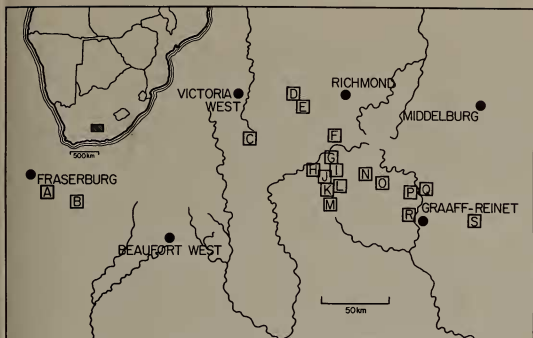 VICTORIA
WEST
RICHMOND
MIDDELBURG
D
E
C
F
500km
G
H
I
J
N
FRASERBURG
K
L
O
A
P
Q
B
M
R
GRAAFF-REINET
S
BEAUFORT WEST
50km